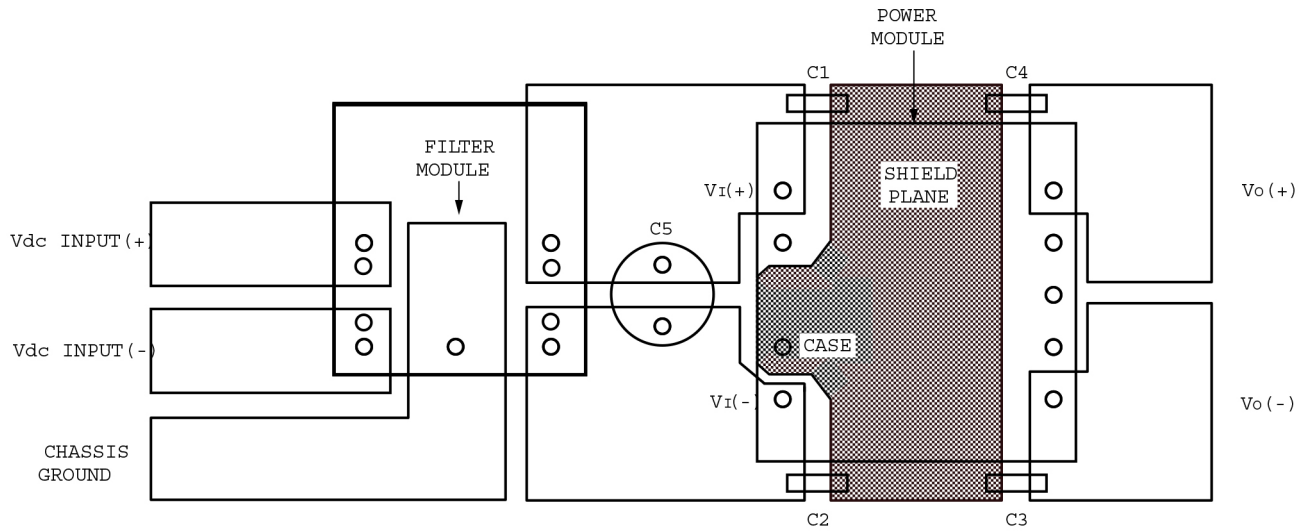 POWER
MODULE
C1
C4
FILTER
MODULE
SHIELD
PLANE
VI(+)
VO(+)
C5
Vdc INPUT(+)
CASE
Vdc INPUT(-)
VI(-)
VO(-)
CHASSIS
GROUND
C2
C3